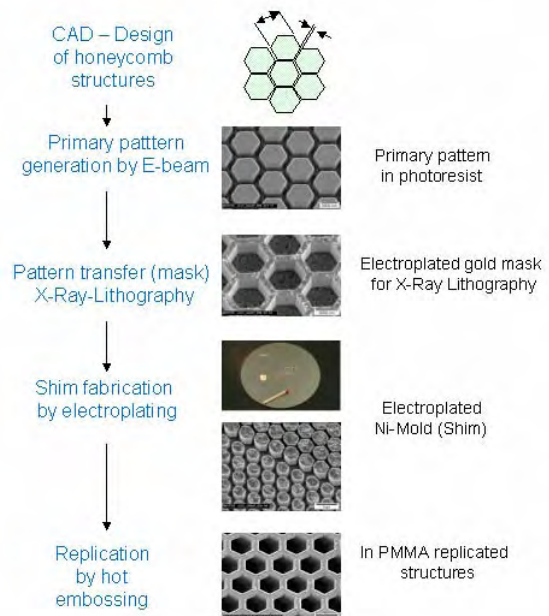 CAD – Design
of honeycomb
structures
Primary patttern
generation by E-beam
Primary pattern
in photoresist
Pattern transfer (mask)
X-Ray-Lithography
Electroplated gold mask
for X-Ray Lithography
Shim fabrication
by electroplating
Electroplated
Ni-Mold (Shim)
Replication
by hot
embossing
In PMMA replicated
structures